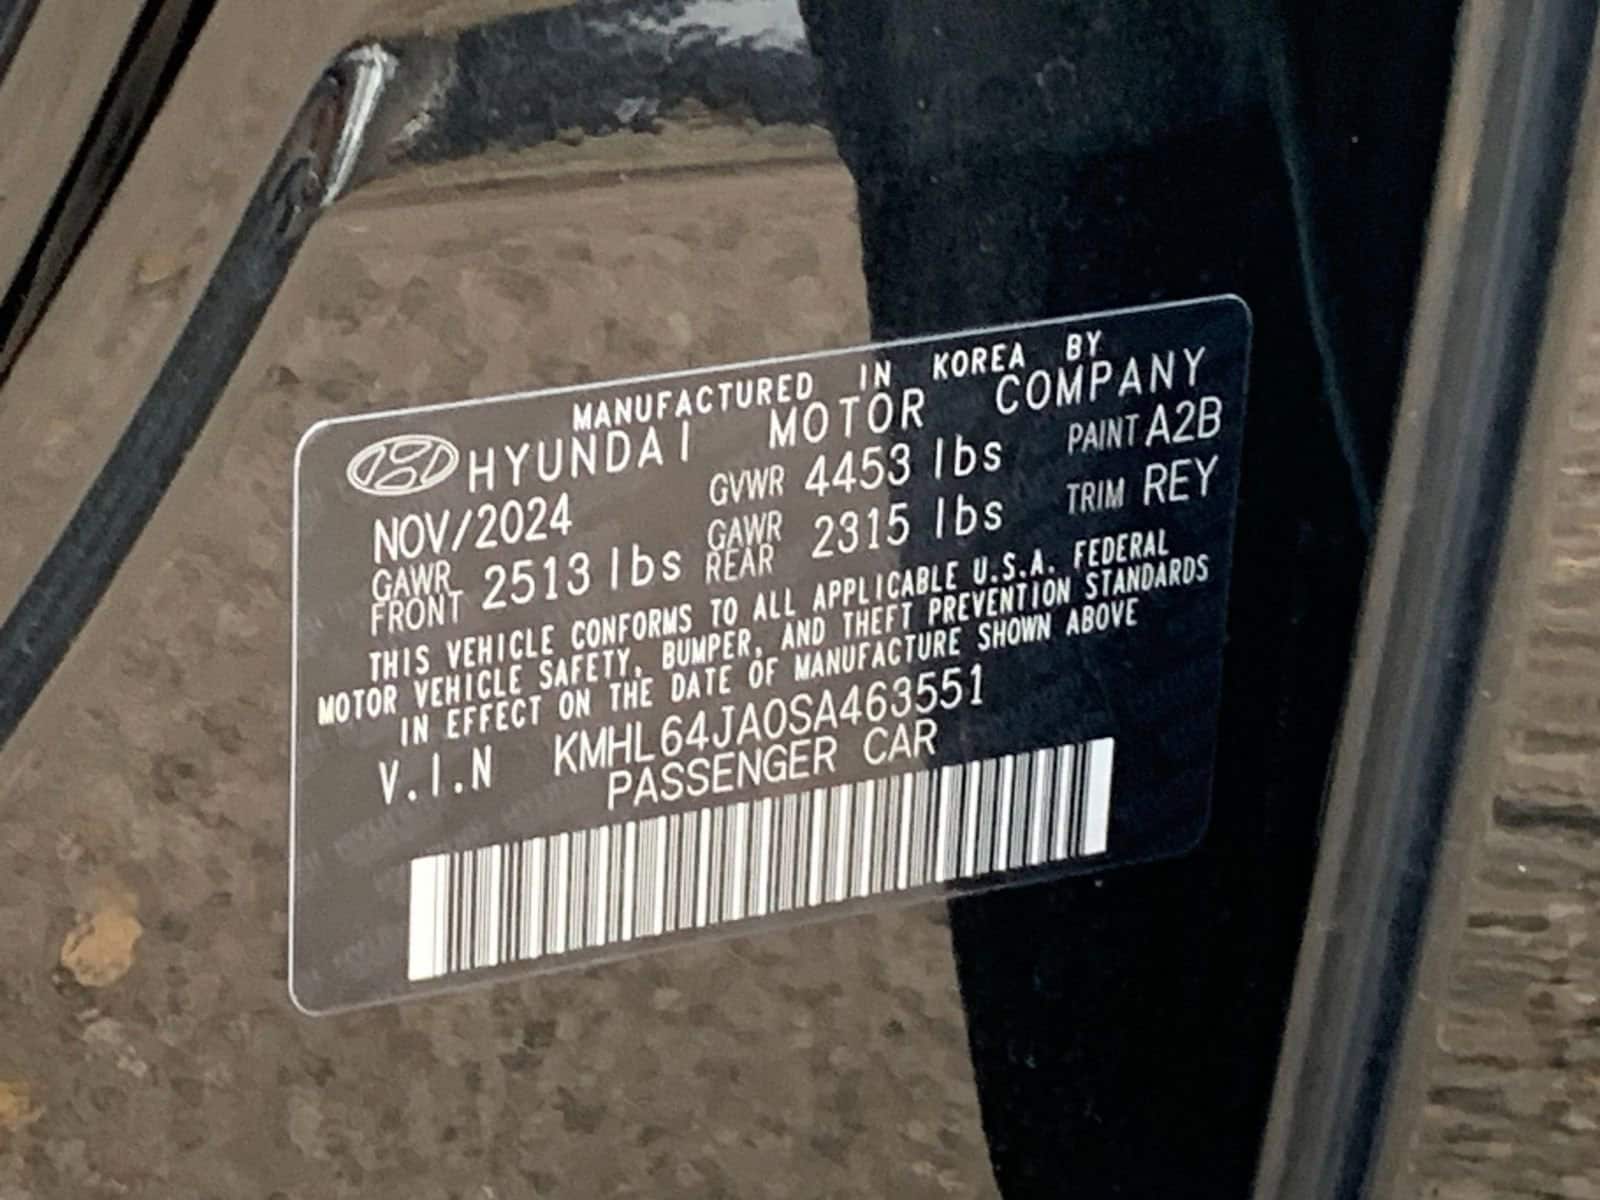 MANUFACTURED IN KOREA BY
HYUNDAI MOTOR COMPANY
NOV/2024 GVWR 4453 lbs PAINT A2B
GAWR FRONT 2513 lbs GAWR REAR 2315 lbs TRIM REY
THIS VEHICLE CONFORMS TO ALL APPLICABLE U.S.A. FEDERAL
MOTOR VEHICLE SAFETY, BUMPER, AND THEFT PREVENTION STANDARDS
IN EFFECT ON THE DATE OF MANUFACTURE SHOWN ABOVE
V.I.N KMHL64JA0SA463551
PASSENGER CAR